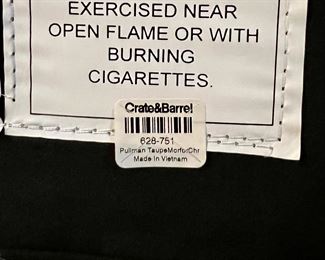 EXERCISED NEAR
OPEN FLAME OR WITH
BURNING
CIGARETTES.
Crate&Barrel
628-751
Pullman TaupeMorforChr
Made In Vietnam